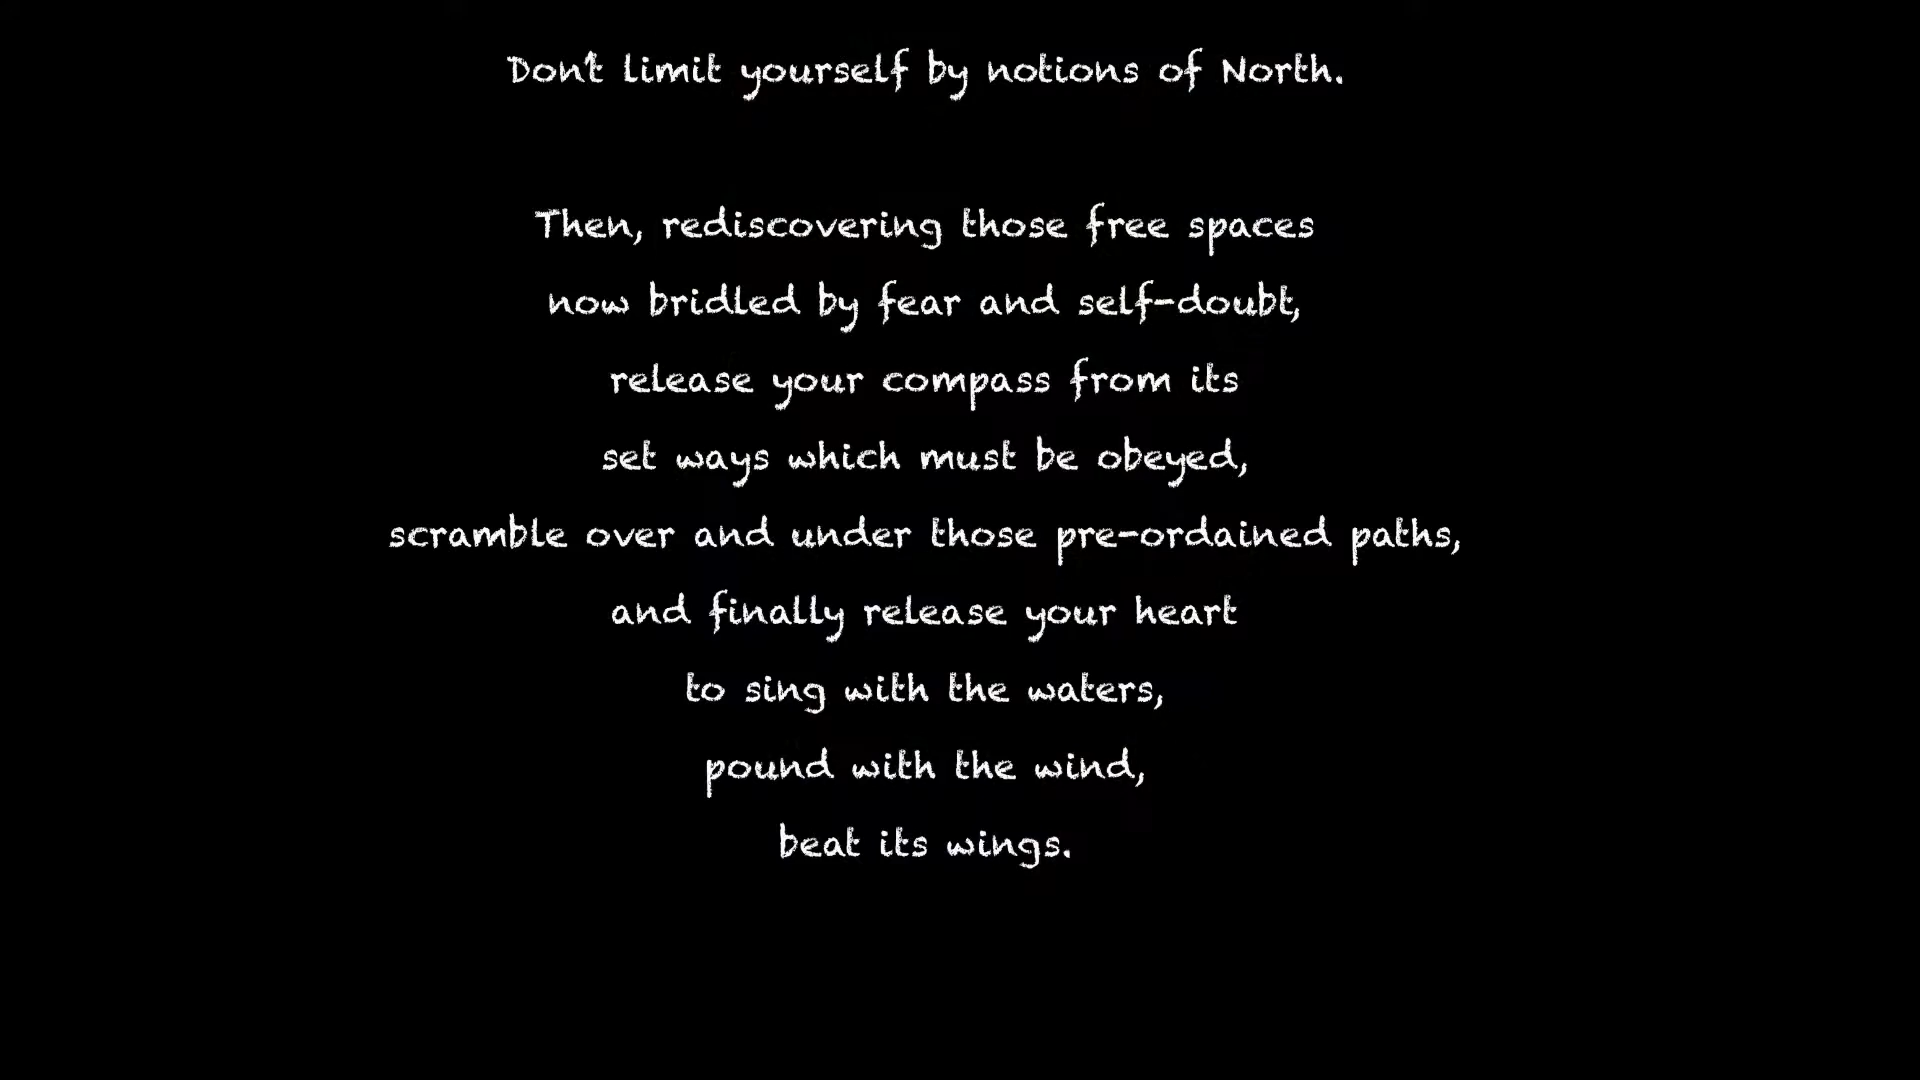 Don't limit yourself by notions of North.
Then, rediscovering those free spaces
now bridled by fear and self-doubt,
release your compass from its
set ways which must be obeyed,
scramble over and under those pre-ordained paths,
and finally release your heart
to sing with the waters,
pound with the wind,
beat its wings.